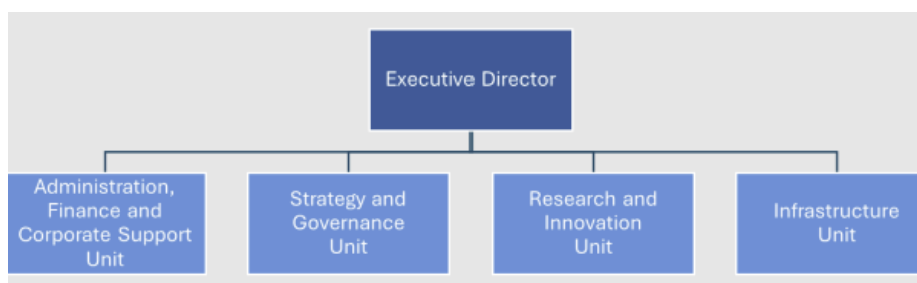 Executive Director
Administration,
Finance and
Corporate Support
Unit
Strategy and
Governance
Unit
Research and
Innovation
Unit
Infrastructure
Unit